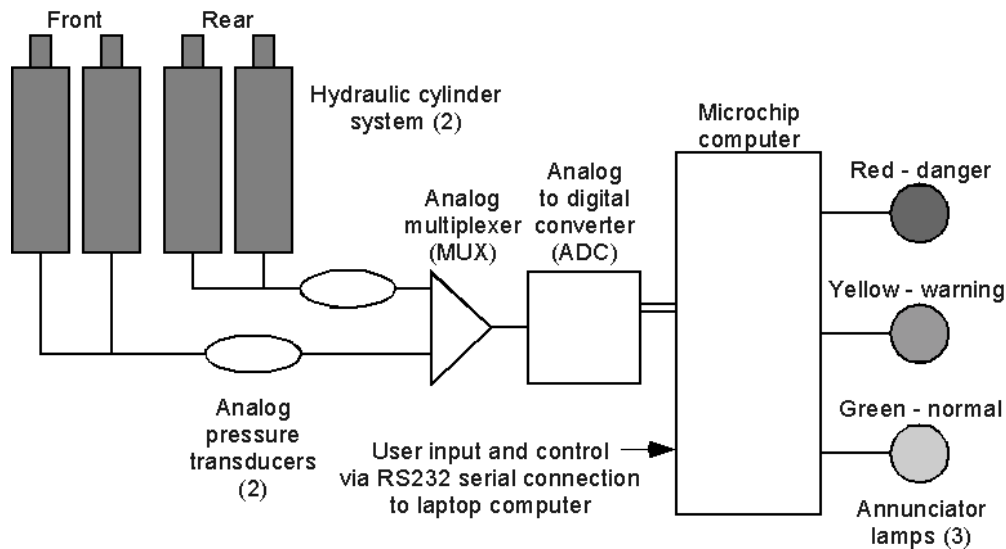 Front
Rear
Hydraulic cylinder
system (2)
Microchip
computer
Analog
multiplexer
(MUX)
Analog
to digital
converter
(ADC)
Red - danger
Yellow - warning
Green - normal
Analog
pressure
transducers
(2)
User input and control
via RS232 serial connection
to laptop computer
Annunciator
lamps (3)